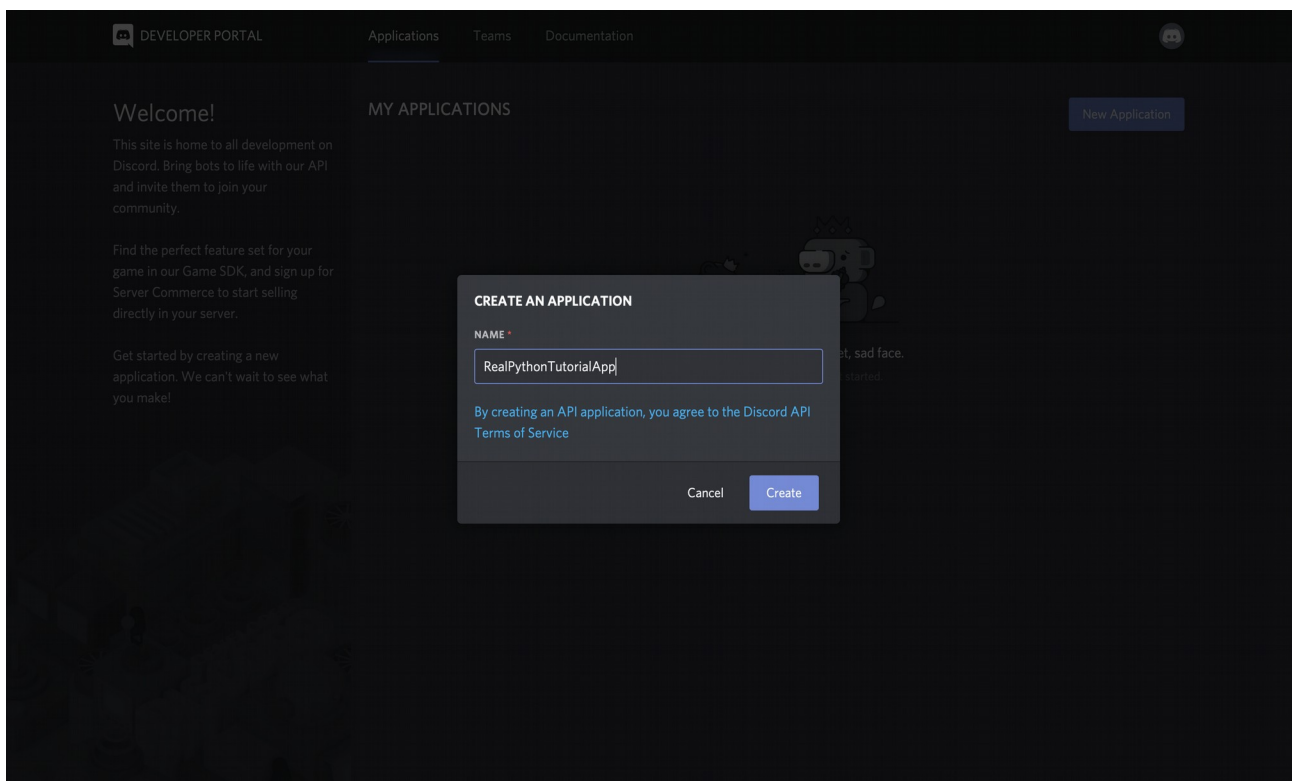 DEVELOPER PORTAL
Applications
Teams
Documentation
Welcome!
This site is home to all development on
Discord. Bring bots to life with our API
and invite them to join your
community.
Find the perfect feature set for your
game in our Game SDK, and sign up for
Server Commerce to start selling
directly in your server.
Get started by creating a new
application. We can't wait to see what
you make!
MY APPLICATIONS
New Application
et, sad face.
started.
CREATE AN APPLICATION
NAME *
RealPythonTutorialApp
By creating an API application, you agree to the Discord API
Terms of Service
Cancel
Create